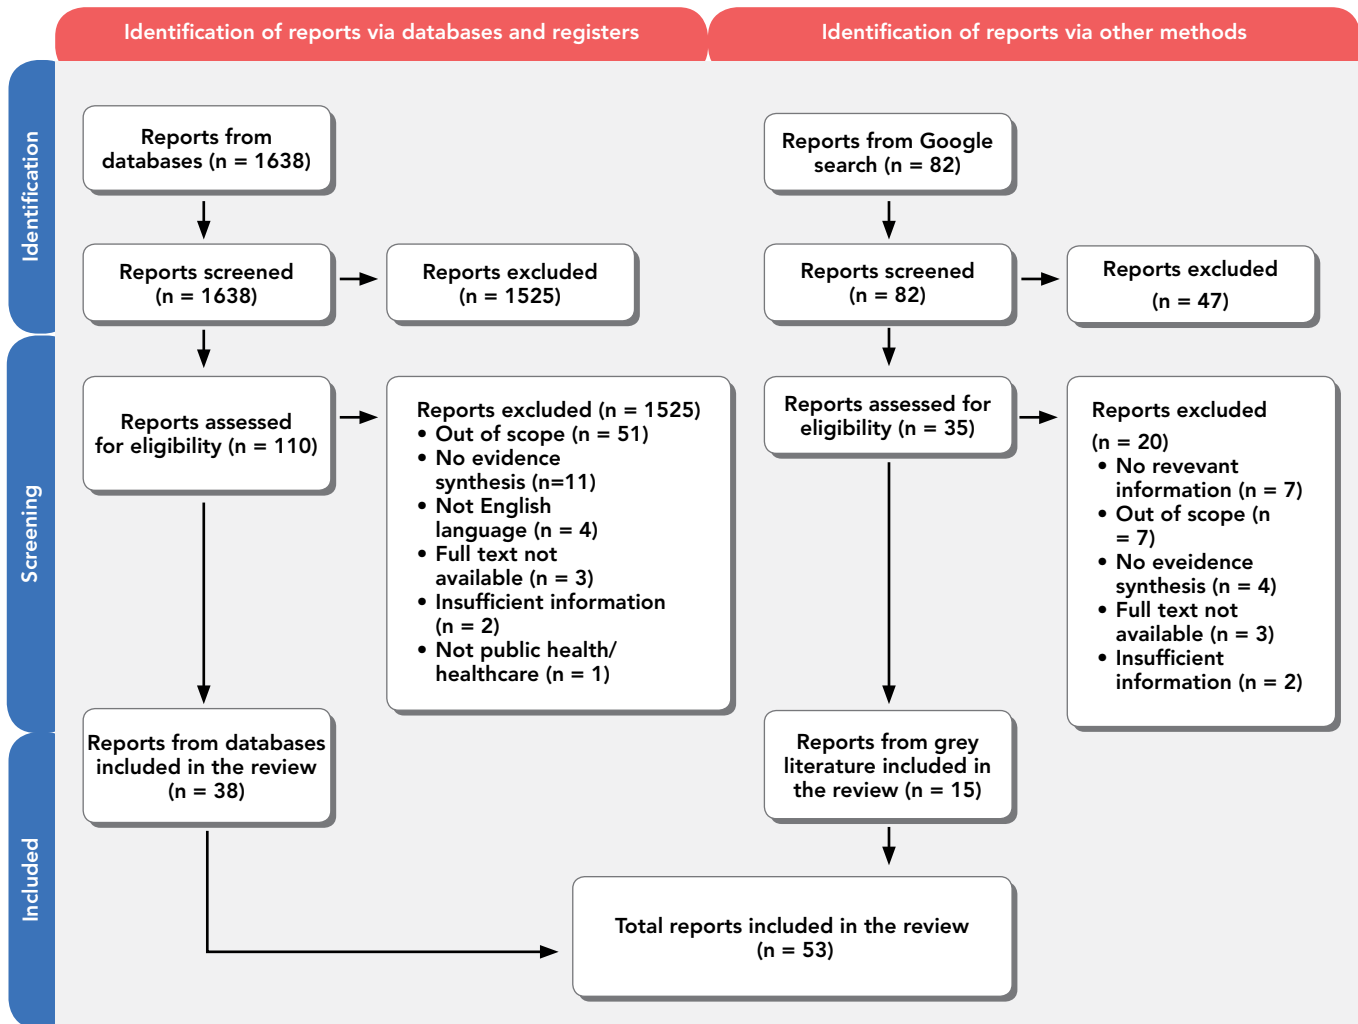 Identification of reports via databases and registers
Identification of reports via other methods
Identification
Reports from
databases (n = 1638)
Reports from Google
search (n = 82)
Reports screened
(n = 1638)
Reports excluded
(n = 1525)
Reports screened
(n = 82)
Reports excluded
(n = 47)
Screening
Reports assessed
for eligibility (n = 110)
Reports excluded (n = 1525)
• Out of scope (n = 51)
• No evidence
synthesis (n=11)
• Not English
language (n = 4)
• Full text not
available (n = 3)
• Insufficient information
(n = 2)
• Not public health/
healthcare (n = 1)
Reports assessed for
eligibility (n = 35)
Reports excluded
(n = 20)
• No revevant
information (n = 7)
• Out of scope (n
= 7)
• No eveidence
synthesis (n = 4)
• Full text not
available (n = 3)
• Insufficient
information (n = 2)
Included
Reports from databases
included in the review
(n = 38)
Reports from grey
literature included in
the review (n = 15)
Total reports included in the review
(n = 53)